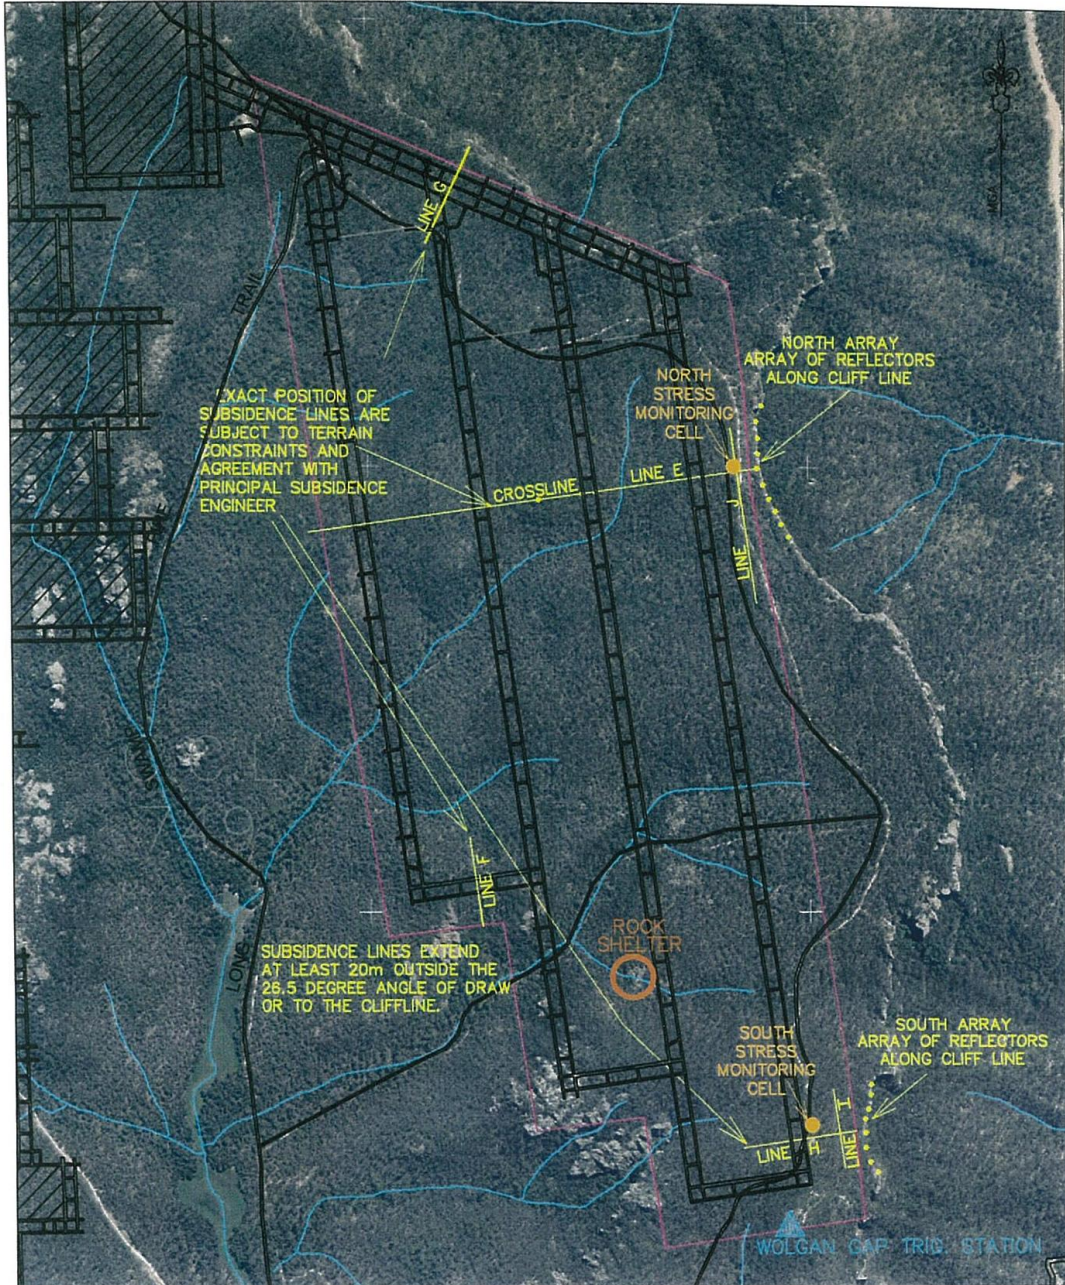 MGA
LINE G
TRAIL
NORTH ARRAY
ARRAY OF REFLECTORS
ALONG CLIFF LINE
NORTH
STRESS
MONITORING
CELL
EXACT POSITION OF
SUBSIDENCE LINES ARE
SUBJECT TO TERRAIN
CONSTRAINTS AND
AGREEMENT WITH
PRINCIPAL SUBSIDENCE
ENGINEER
CROSSLINE
LINE E
LINE J
LINE F
ROCK
SHELTER
SUBSIDENCE LINES EXTEND
AT LEAST 20m OUTSIDE THE
26.5 DEGREE ANGLE OF DRAW
OR TO THE CLIFFLINE.
LONG
SOUTH
STRESS
MONITORING
CELL
SOUTH ARRAY
ARRAY OF REFLECTORS
ALONG CLIFF LINE
LINE H
LINE I
WOLGAN GAP TRIG. STATION